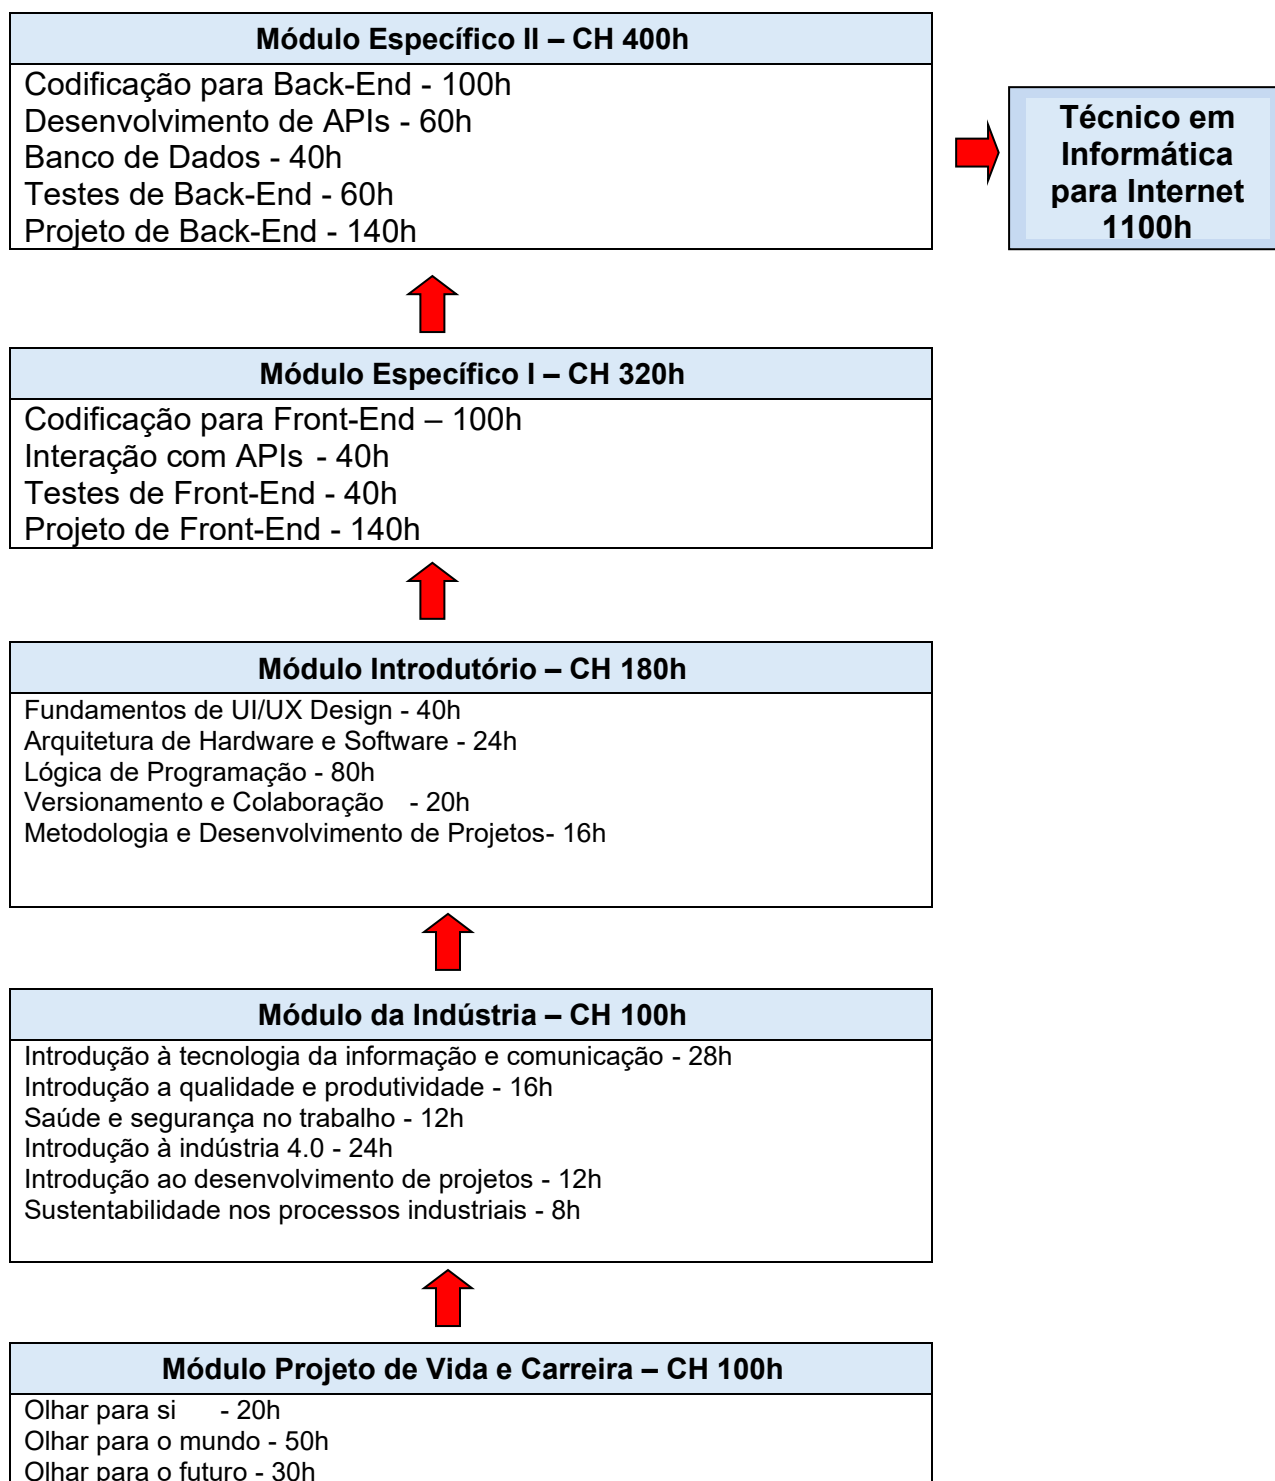 Módulo Específico II – CH 400h
Codificação para Back-End - 100h
Desenvolvimento de APIs - 60h
Banco de Dados - 40h
Testes de Back-End - 60h
Projeto de Back-End - 140h
Técnico em
Informática
para Internet
1100h
Módulo Específico I – CH 320h
Codificação para Front-End – 100h
Interação com APIs - 40h
Testes de Front-End - 40h
Projeto de Front-End - 140h
Módulo Introdutório – CH 180h
Fundamentos de UI/UX Design - 40h
Arquitetura de Hardware e Software - 24h
Lógica de Programação - 80h
Versionamento e Colaboração - 20h
Metodologia e Desenvolvimento de Projetos- 16h
Módulo da Indústria – CH 100h
Introdução à tecnologia da informação e comunicação - 28h
Introdução a qualidade e produtividade - 16h
Saúde e segurança no trabalho - 12h
Introdução à indústria 4.0 - 24h
Introdução ao desenvolvimento de projetos - 12h
Sustentabilidade nos processos industriais - 8h
Módulo Projeto de Vida e Carreira – CH 100h
Olhar para si - 20h
Olhar para o mundo - 50h
Olhar para o futuro - 30h